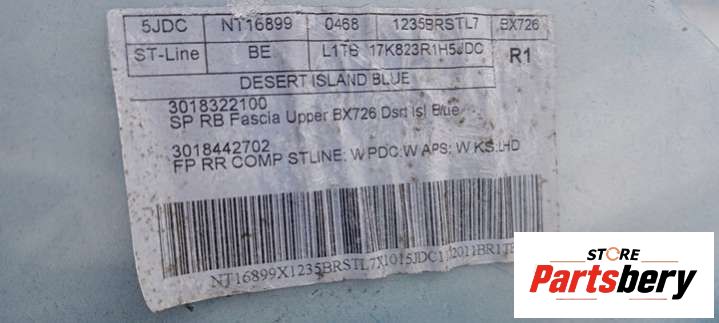 5JDC NT16899 0468 1235BRSTL7 BX726
ST-Line BE L1TB 17K823R1H5JDC R1
DESERT ISLAND BLUE
3018322100
SP RB Fascia Upper BX726 Dsrt Isl Blue
3018442702
FP RR COMP STLINE; W PDC;W APS; W KS;LHD
NT16899X1235BRSTL7X1015JDC1
STORE
Partsbery